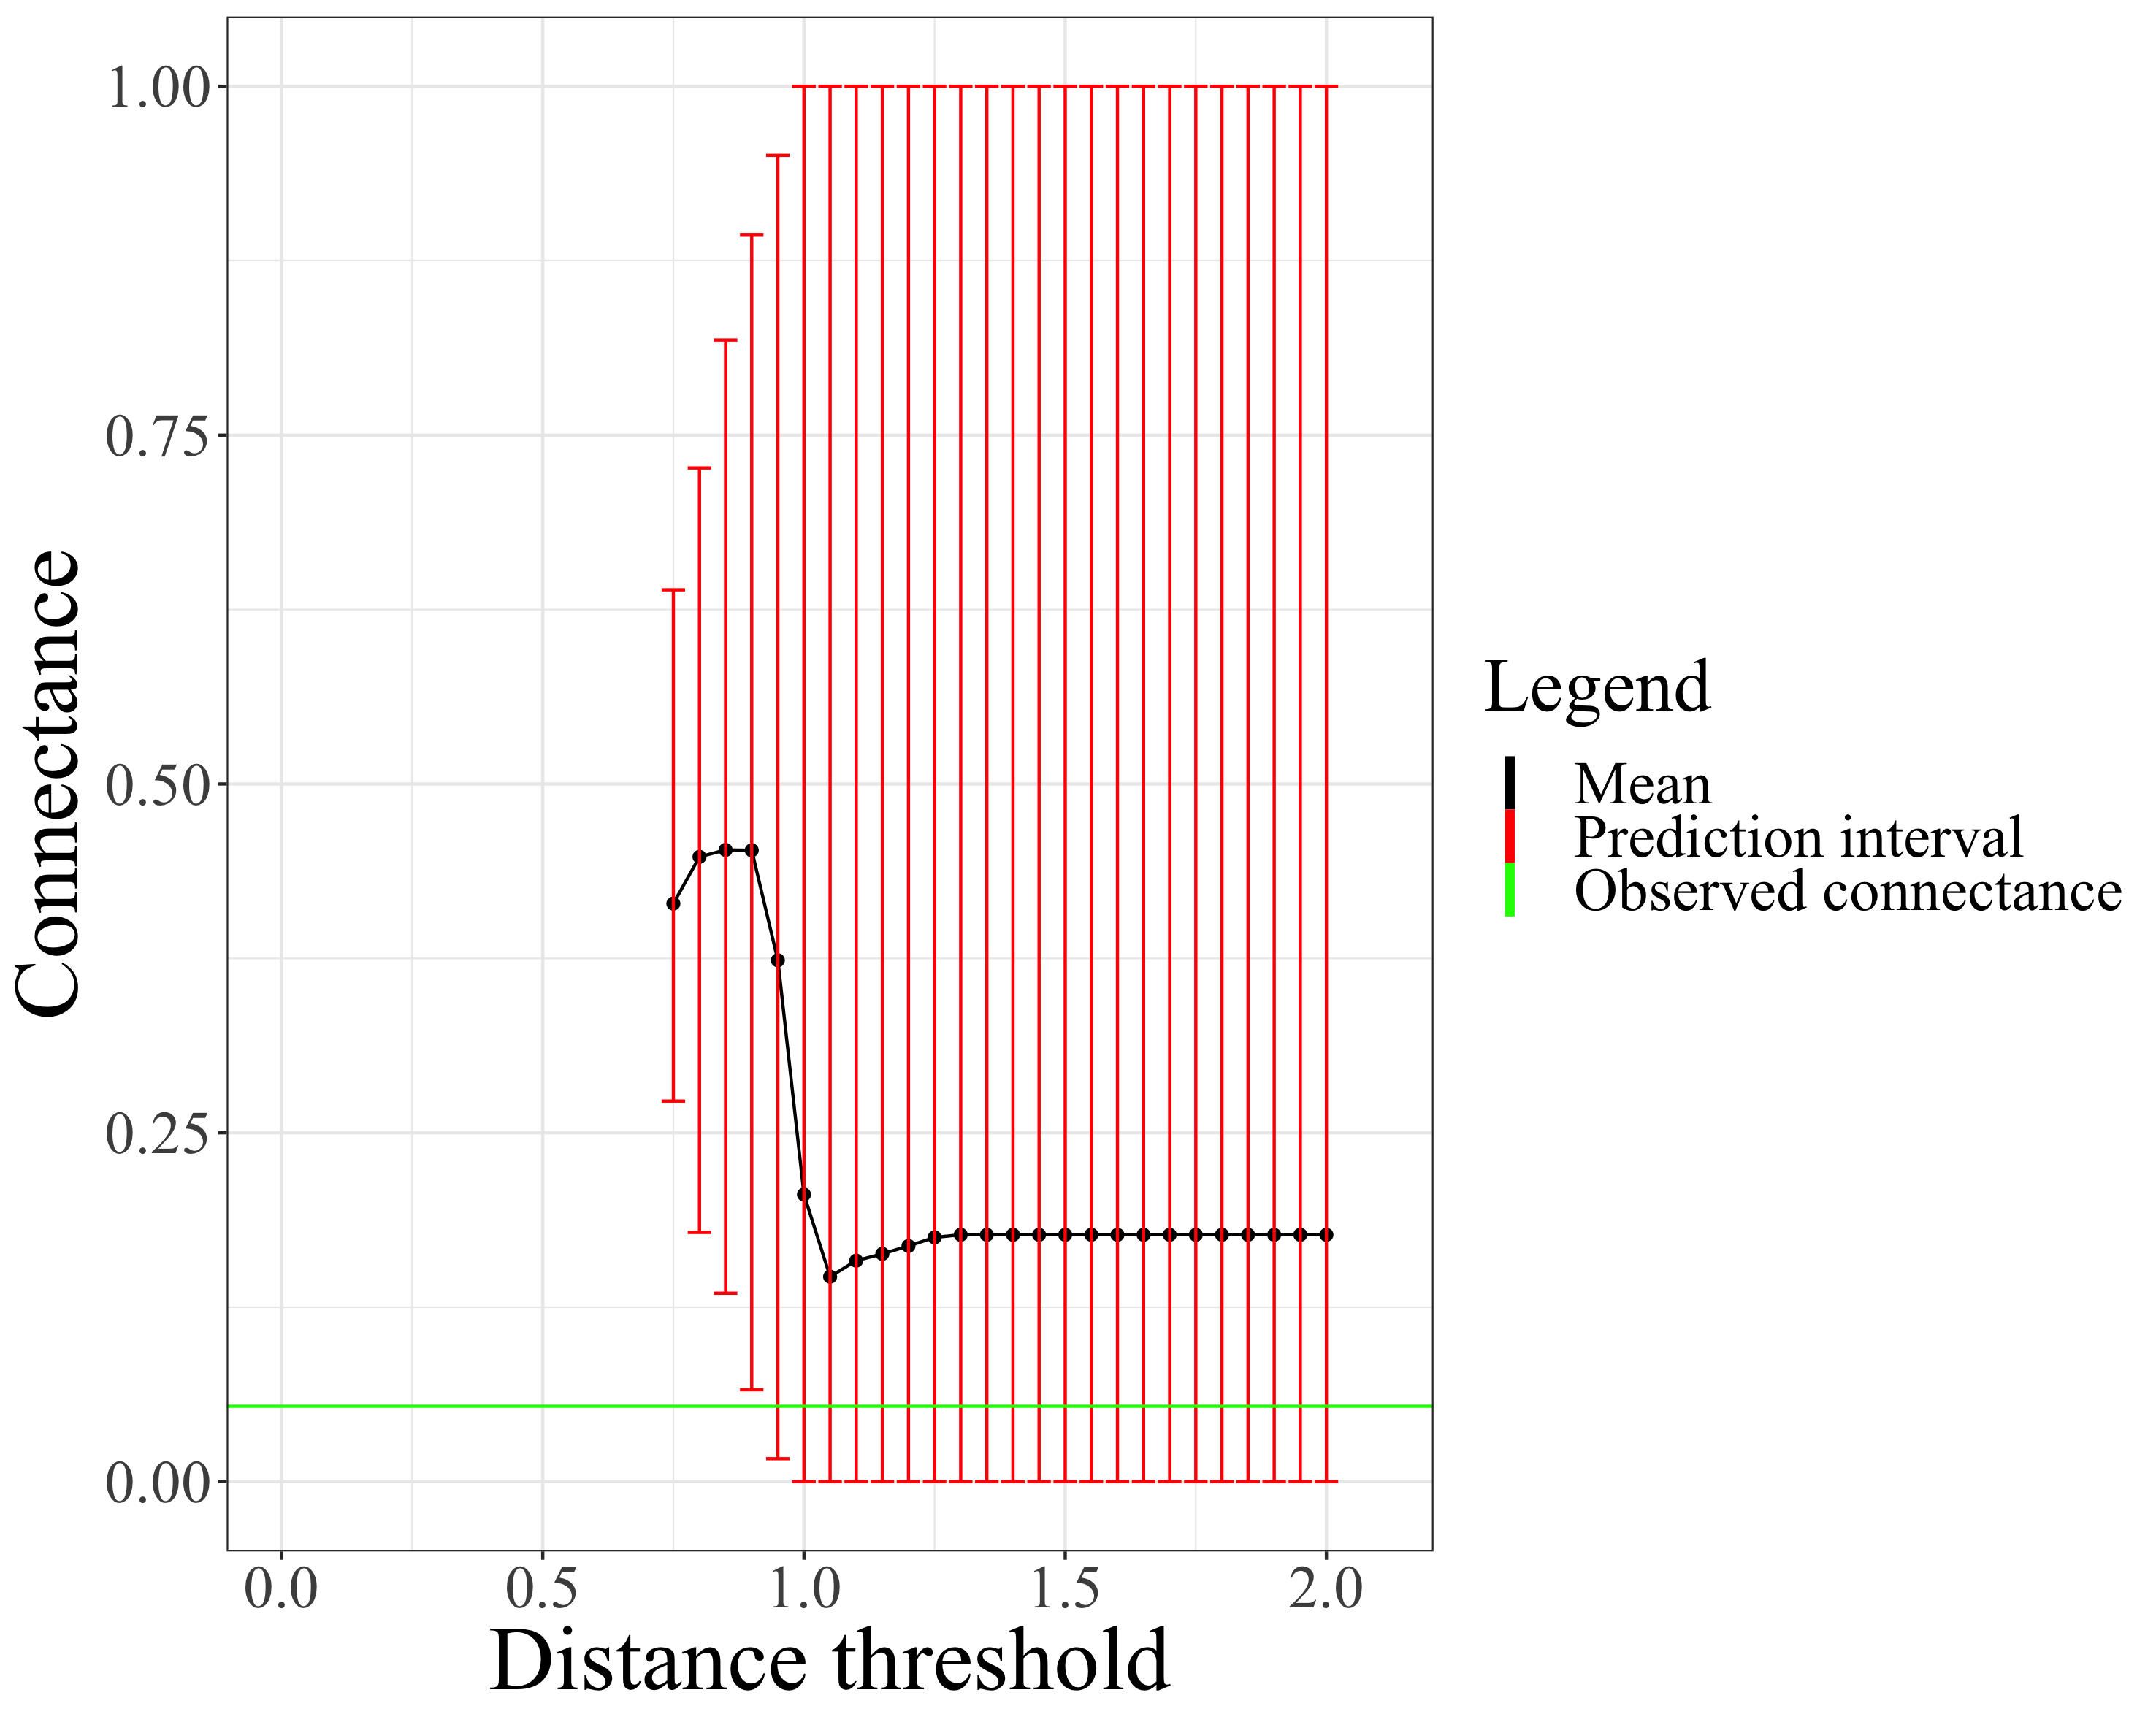 1.00
0.75
0.50
0.25
0.00
Connectance
0.0 0.5 1.0 1.5 2.0
Distance threshold
Legend
Mean
Prediction interval
Observed connectance